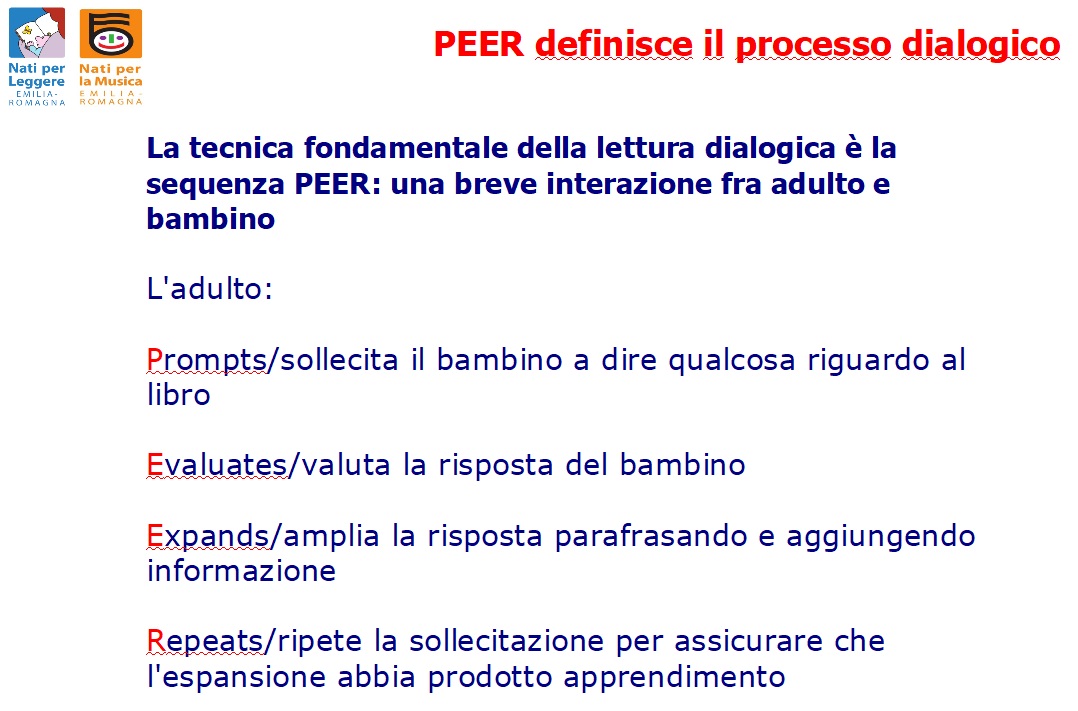 PEER definisce il processo dialogico
Nati per
Leggere
EMILIA-
ROMAGNA
Nati per
la Musica
EMILIA-
ROMAGNA
La tecnica fondamentale della lettura dialogica è la
sequenza PEER: una breve interazione fra adulto e
bambino
L'adulto:
Prompts/sollecita il bambino a dire qualcosa riguardo al
libro
Evaluates/valuta la risposta del bambino
Expands/amplia la risposta parafrasando e aggiungendo
informazione
Repeats/ripete la sollecitazione per assicurare che
l'espansione abbia prodotto apprendimento